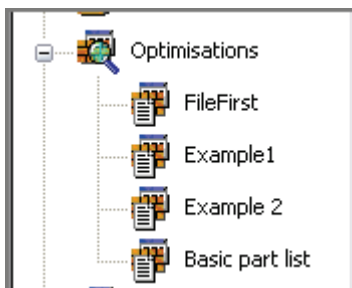 Optimisations
FileFirst
Example1
Example 2
Basic part list